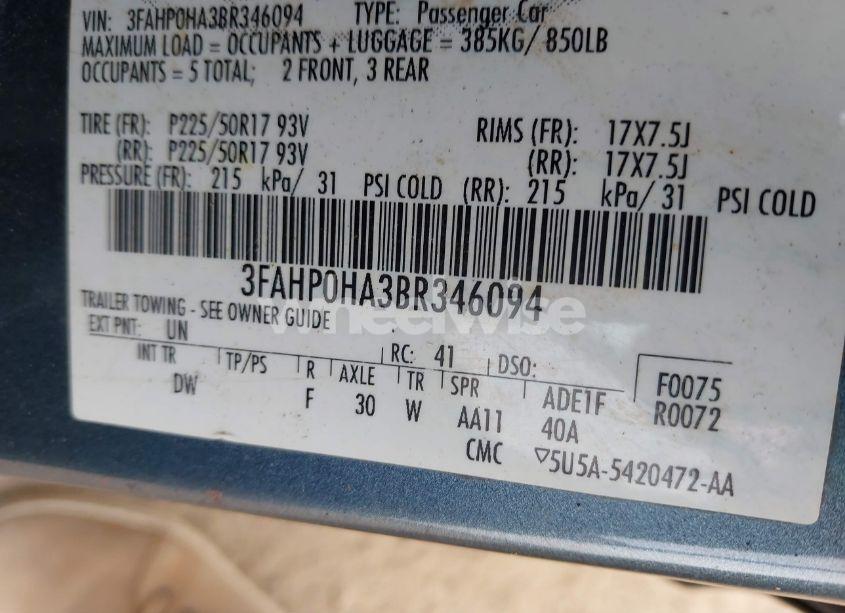 VIN: 3FAHP0HA3BR346094 TYPE: Passenger Car
MAXIMUM LOAD = OCCUPANTS + LUGGAGE = 385KG/ 850LB
OCCUPANTS = 5 TOTAL; 2 FRONT, 3 REAR
TIRE (FR): P225/50R17 93V RIMS (FR): 17X7.5J
(RR): P225/50R17 93V (RR): 17X7.5J
PRESSURE (FR): 215 kPa/ 31 PSI COLD (RR): 215 kPa/ 31 PSI COLD
3FAHP0HA3BR346094
wheelwise
TRAILER TOWING - SEE OWNER GUIDE
EXT PNT: UN RC: 41 DSO:
INT TR TP/PS R AXLE TR SPR ADE1F F0075
DW F 30 W AA11 40A R0072
CMC ▽5U5A-5420472-AA